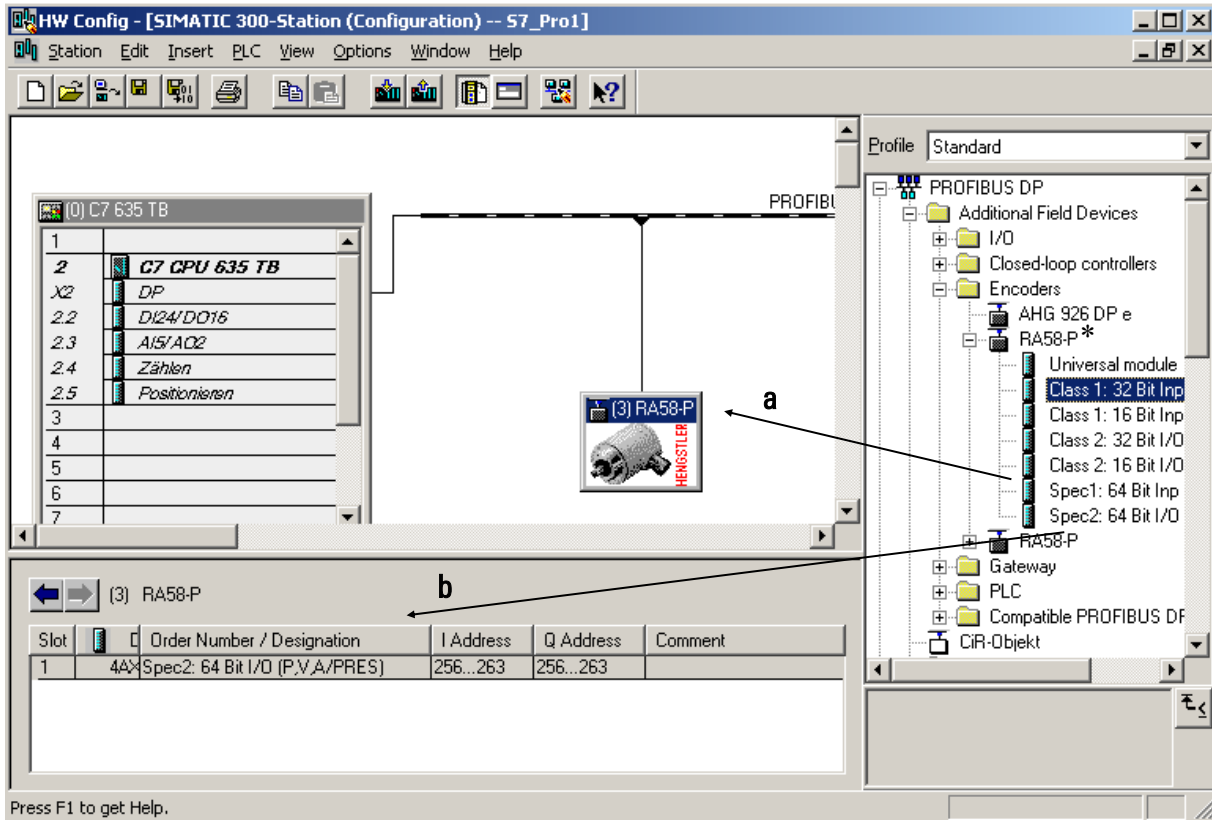 HW Config - [SIMATIC 300-Station (Configuration) -- S7_Pro1]
Station Edit Insert PLC View Options Window Help
(0) C7 635 TB
1
2 C7 CPU 635 TB
X2 DP
2.2 DI24/DO16
2.3 AI5/AO2
2.4 Zählen
2.5 Positionieren
3
4
5
6
7
PROFIBU
(3) RA58-P
HENGSTLER
a
Profile Standard
PROFIBUS DP
Additional Field Devices
I/O
Closed-loop controllers
Encoders
AHG 926 DP e
RA58-P*
Universal module
Class 1: 32 Bit Inp
Class 1: 16 Bit Inp
Class 2: 32 Bit I/O
Class 2: 16 Bit I/O
Spec1: 64 Bit Inp
Spec2: 64 Bit I/O
RA58-P
Gateway
PLC
Compatible PROFIBUS DP
CiR-Objekt
b
(3) RA58-P
Slot D Order Number / Designation I Address Q Address Comment
1 4AX Spec2: 64 Bit I/O (P,V,A/PRES) 256...263 256...263
Press F1 to get Help.